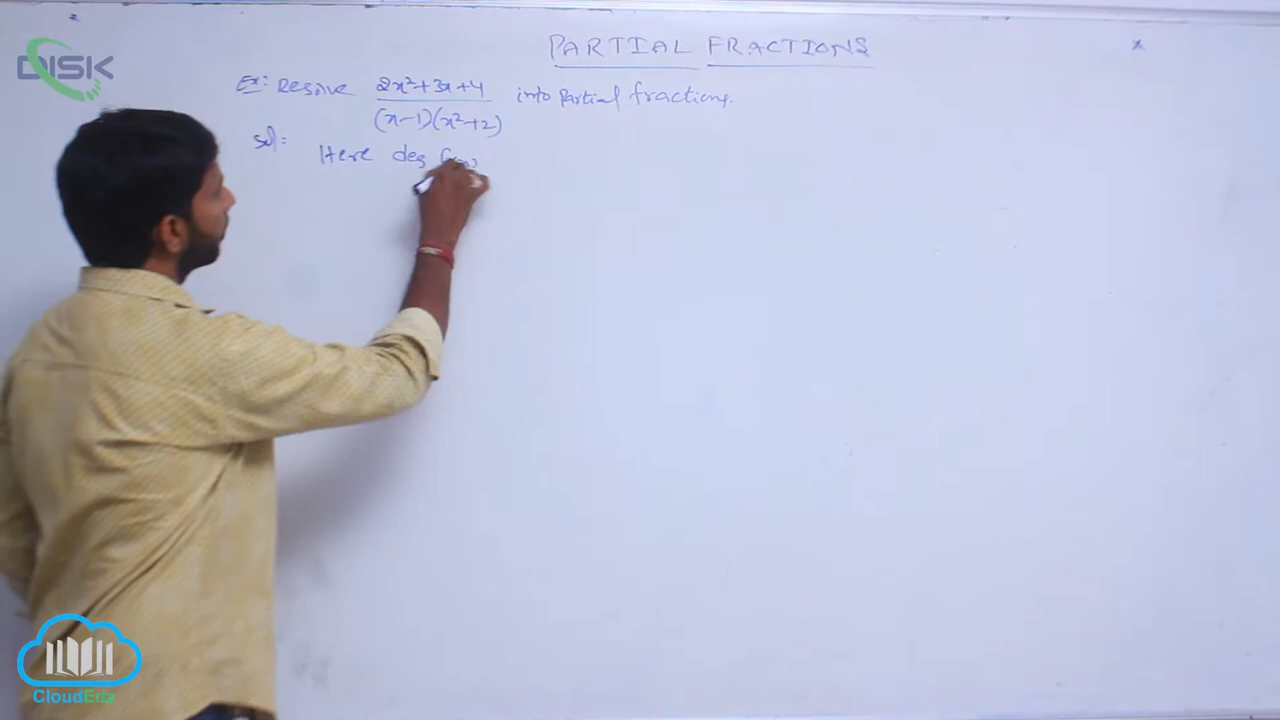 DISK
PARTIAL FRACTIONS
Ex: Resolve 2x²+3x+4 / (x-1)(x²+2) into Partial fractions.
Sol:
Here deg
CloudEdz